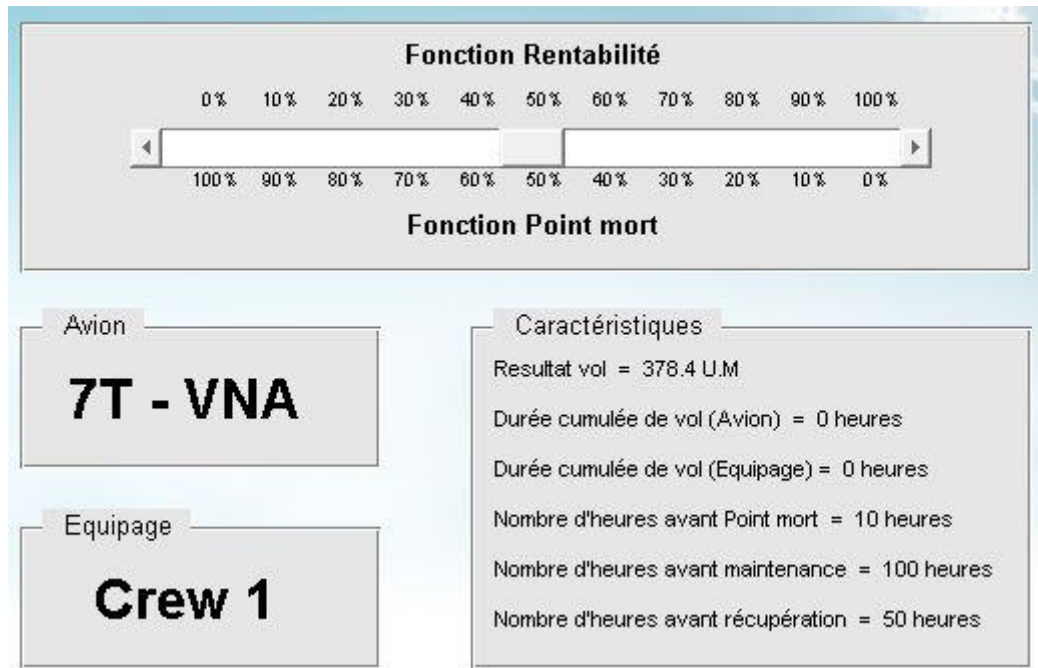 Fonction Rentabilité
0% 10% 20% 30% 40% 50% 60% 70% 80% 90% 100%
100% 90% 80% 70% 60% 50% 40% 30% 20% 10% 0%
Fonction Point mort
Avion
7T - VNA
Equipage
Crew 1
Caractéristiques
Resultat vol = 378.4 U.M
Durée cumulée de vol (Avion) = 0 heures
Durée cumulée de vol (Equipage) = 0 heures
Nombre d'heures avant Point mort = 10 heures
Nombre d'heures avant maintenance = 100 heures
Nombre d'heures avant récupération = 50 heures